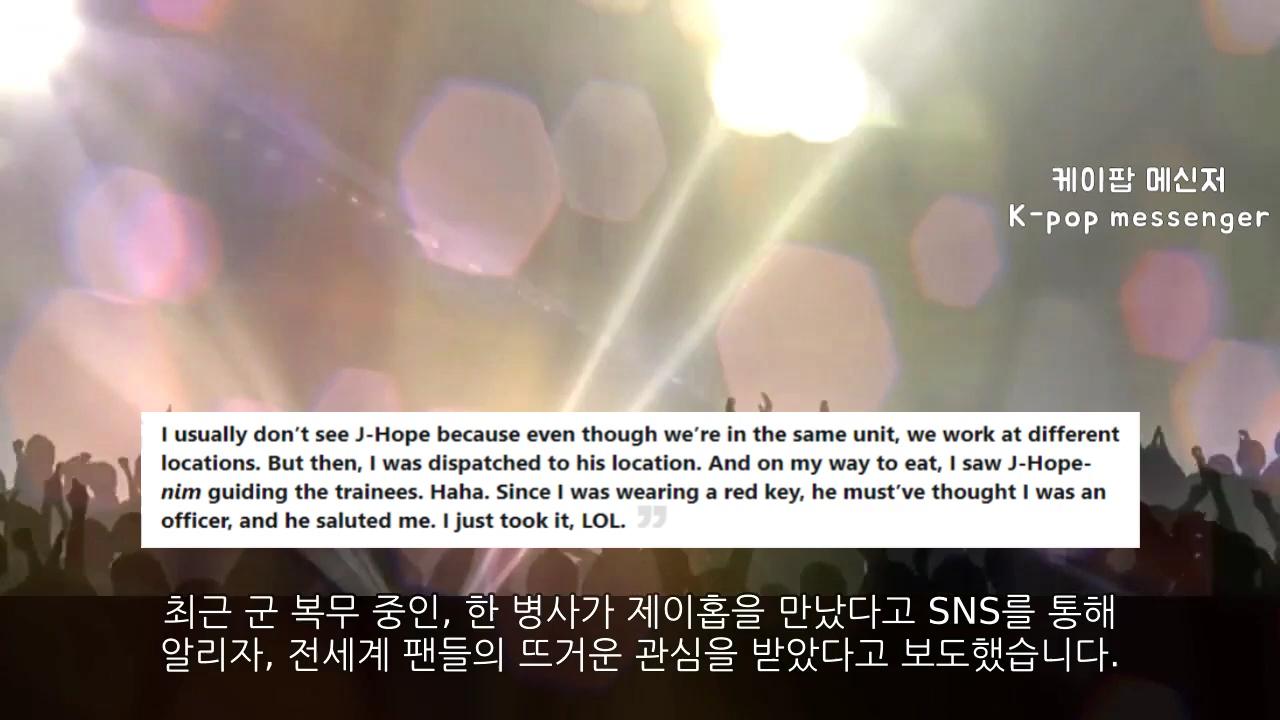 케이팝 메신저
K-pop messenger
I usually don't see J-Hope because even though we're in the same unit, we work at different
locations. But then, I was dispatched to his location. And on my way to eat, I saw J-Hope-
nim guiding the trainees. Haha. Since I was wearing a red key, he must've thought I was an
officer, and he saluted me. I just took it, LOL. ”
최근 군 복무 중인, 한 병사가 제이홉을 만났다고 SNS를 통해
알리자, 전세계 팬들의 뜨거운 관심을 받았다고 보도했습니다.